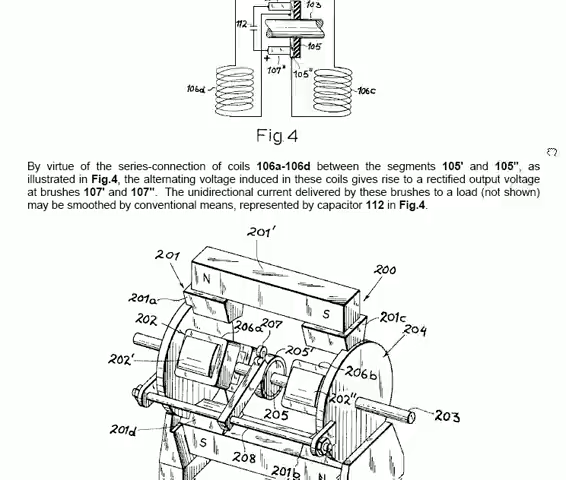 103
112
105
+
107"
105"
106d
106c
Fig.4
By virtue of the series-connection of coils 106a-106d between the segments 105' and 105", as
illustrated in Fig.4, the alternating voltage induced in these coils gives rise to a rectified output voltage
at brushes 107' and 107". The unidirectional current delivered by these brushes to a load (not shown)
may be smoothed by conventional means, represented by capacitor 112 in Fig.4.
201'
201
N
200
201a
S
201c
202
206a
207
204
202'
205'
206b
205
202"
203
201d
S
208
201b
N